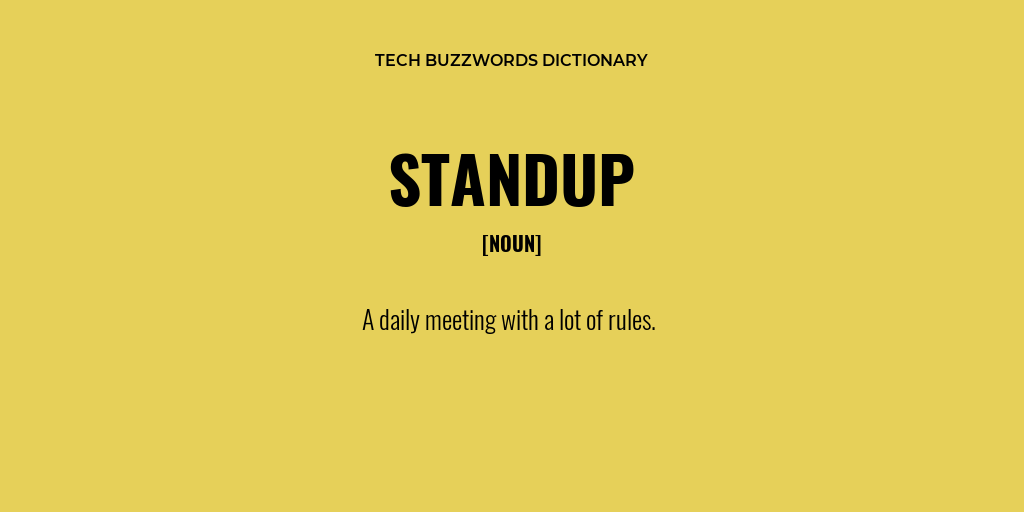 TECH BUZZWORDS DICTIONARY
STANDUP
[NOUN]
A daily meeting with a lot of rules.